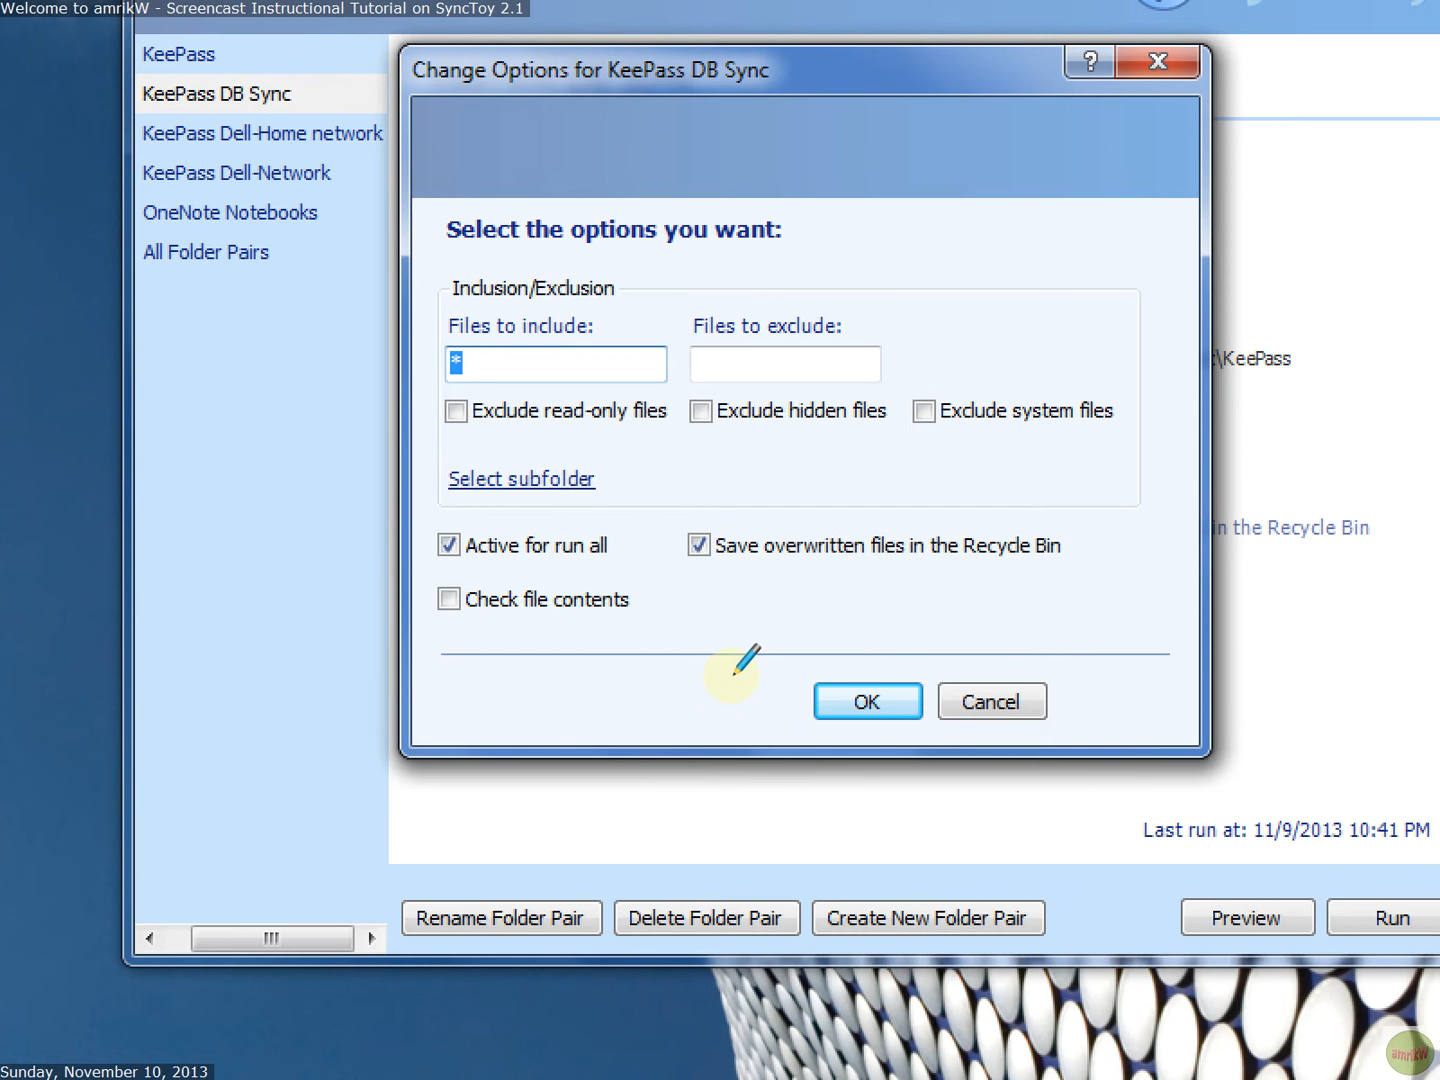 Welcome to amrikW - Screencast Instructional Tutorial on SyncToy 2.1
KeePass
KeePass DB Sync
KeePass Dell-Home network
KeePass Dell-Network
OneNote Notebooks
All Folder Pairs
Change Options for KeePass DB Sync
?
X
Select the options you want:
Inclusion/Exclusion
Files to include:
Files to exclude:
*
Exclude read-only files
Exclude hidden files
Exclude system files
Select subfolder
Active for run all
Save overwritten files in the Recycle Bin
Check file contents
OK
Cancel
:\KeePass
in the Recycle Bin
Last run at: 11/9/2013 10:41 PM
Rename Folder Pair
Delete Folder Pair
Create New Folder Pair
Preview
Run
Sunday, November 10, 2013
amrikW